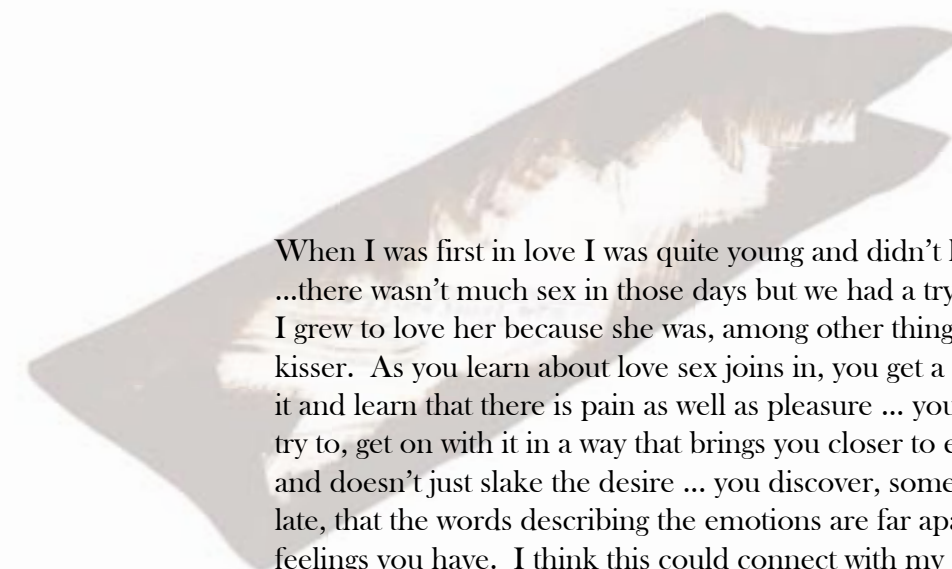 When I was first in love I was quite young and didn’t
...there wasn’t much sex in those days but we had a try
I grew to love her because she was, among other thing
kisser.  As you learn about love sex joins in, you get a
it and learn that there is pain as well as pleasure ... you
try to, get on with it in a way that brings you closer to
and doesn’t just slake the desire ... you discover, some
late, that the words describing the emotions are far apa
feelings you have.  I think this could connect with my